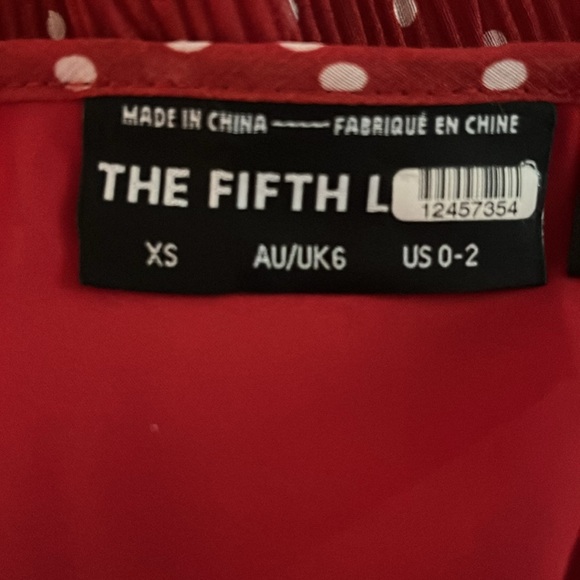 MADE IN CHINA — FABRIQUÉ EN CHINE
THE FIFTH L
12457354
XS AU/UK6 US 0-2